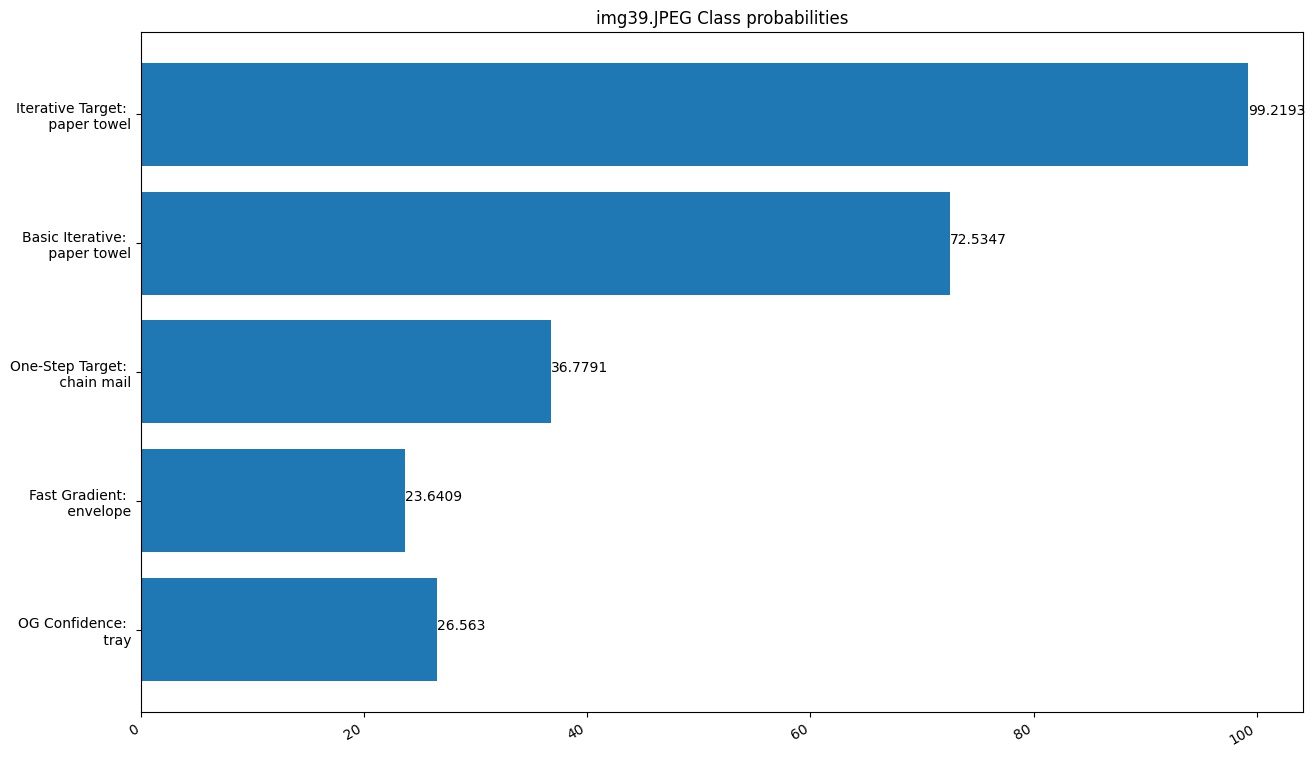 img39.JPEG Class probabilities
Iterative Target:
paper towel
99.2193
Basic Iterative:
paper towel
72.5347
One-Step Target:
chain mail
36.7791
Fast Gradient:
envelope
23.6409
OG Confidence:
tray
26.563
0
20
40
60
80
100